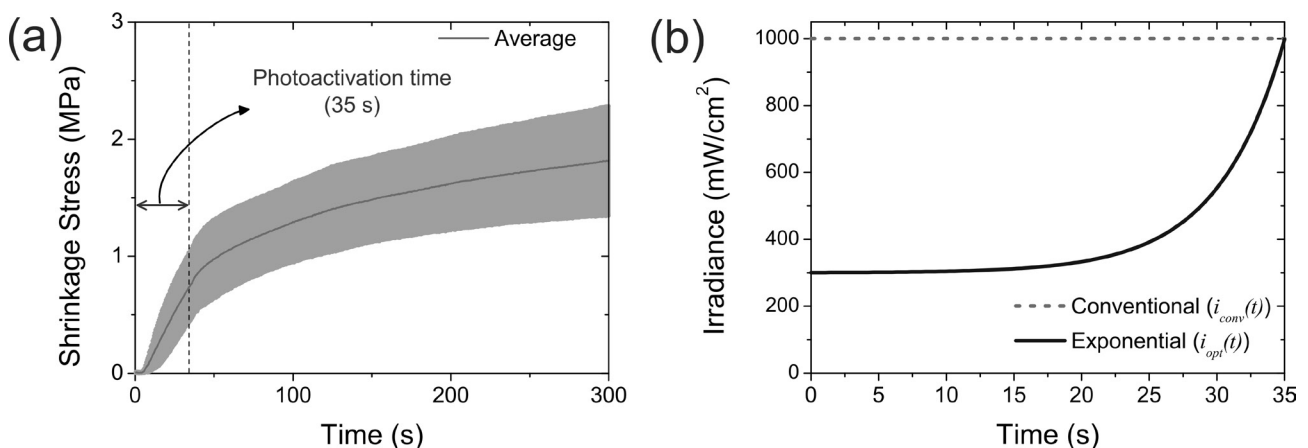 (a)
3
2
1
0
Shrinkage Stress (MPa)
Average
Photoactivation time
(35 s)
0 100 200 300
Time (s)
(b)
1000
800
600
400
200
0
Irradiance (mW/cm²)
Conventional (i_conv(t))
Exponential (i_opt(t))
0 5 10 15 20 25 30 35
Time (s)